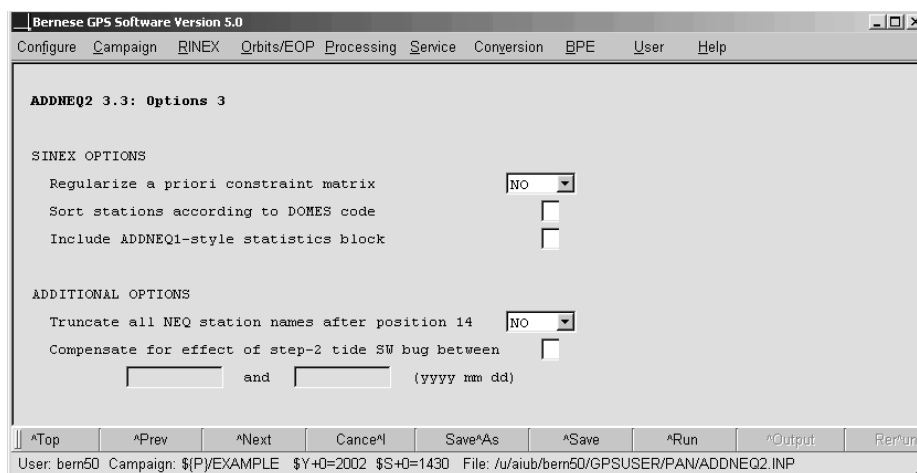 Bernese GPS Software Version 5.0
Configure Campaign RINEX Orbits/EOP Processing Service Conversion BPE User Help
ADDNEQ2 3.3: Options 3
SINEX OPTIONS
Regularize a priori constraint matrix NO
Sort stations according to DOMES code
Include ADDNEQ1-style statistics block
ADDITIONAL OPTIONS
Truncate all NEQ station names after position 14 NO
Compensate for effect of step-2 tide SW bug between
and (yyyy mm dd)
^Top ^Prev ^Next Cance^l Save^As ^Save ^Run ^Output Rer^un
User: bern50 Campaign: ${P}/EXAMPLE $Y+0=2002 $S+0=1430 File: /u/aiub/bern50/GPSUSER/PAN/ADDNEQ2.INP